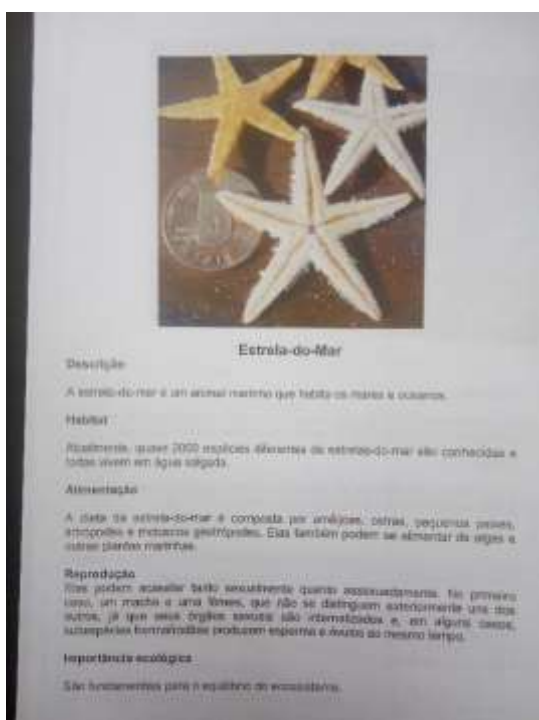 Estrela-do-Mar
Descrição
A estrela-do-mar é um animal marinho que habita os mares e oceanos.
Habitat
Atualmente, quase 2000 espécies diferentes de estrelas-do-mar são conhecidas e
todas vivem em água salgada.
Alimentação
A dieta da estrela-do-mar é composta por amêijoas, ostras, pequenos peixes,
artrópodes e moluscos gastrópodes. Elas também podem se alimentar de algas e
outras plantas marinhas.
Reprodução
Elas podem acasalar tanto sexualmente quanto assexuadamente. No primeiro
caso, um macho e uma fêmea, que não se distinguem exteriormente uns dos
outros, já que seus órgãos sexuais são internalizados e, em alguns casos,
hermafroditas produzem esperma e óvulos ao mesmo tempo.
Importância ecológica
São fundamentais para o equilíbrio do ecossistema.